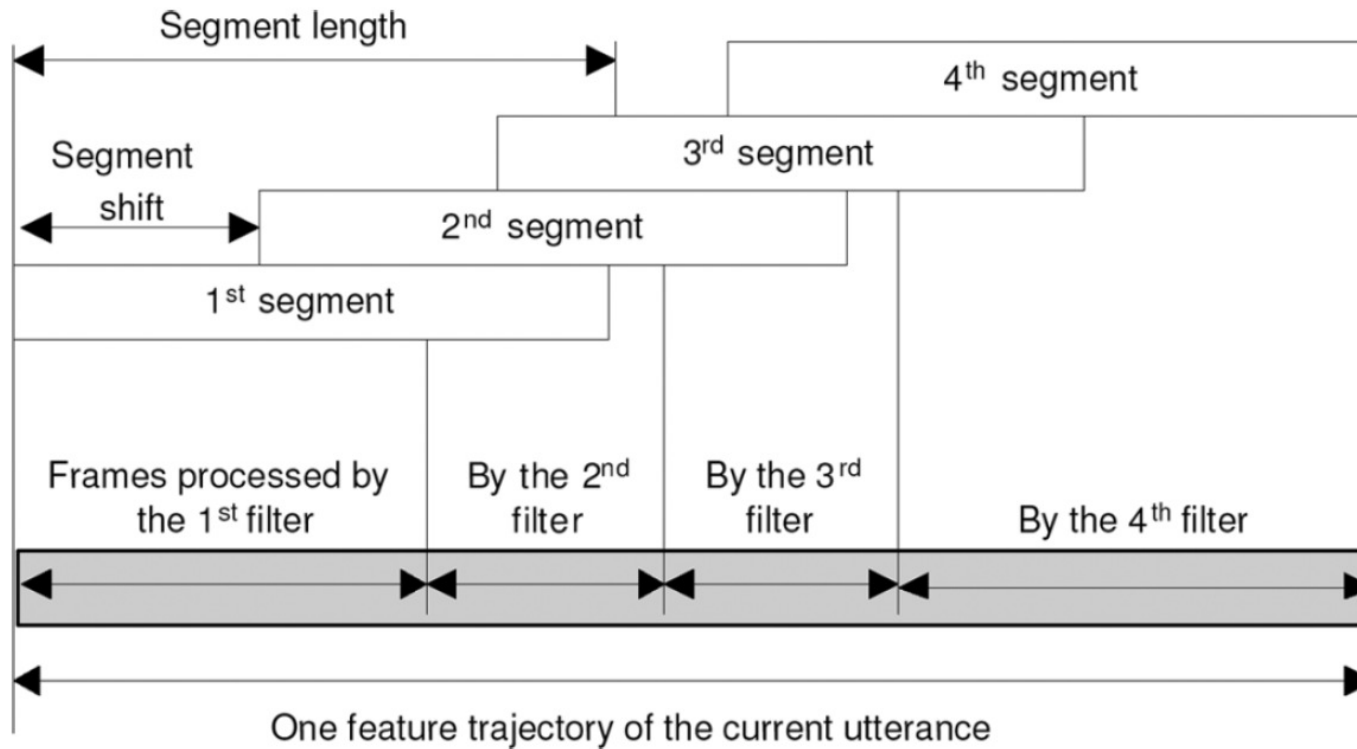 Segment length
4th segment
3rd segment
Segment
shift
2nd segment
1st segment
Frames processed by
the 1st filter
By the 2nd
filter
By the 3rd
filter
By the 4th filter
One feature trajectory of the current utterance